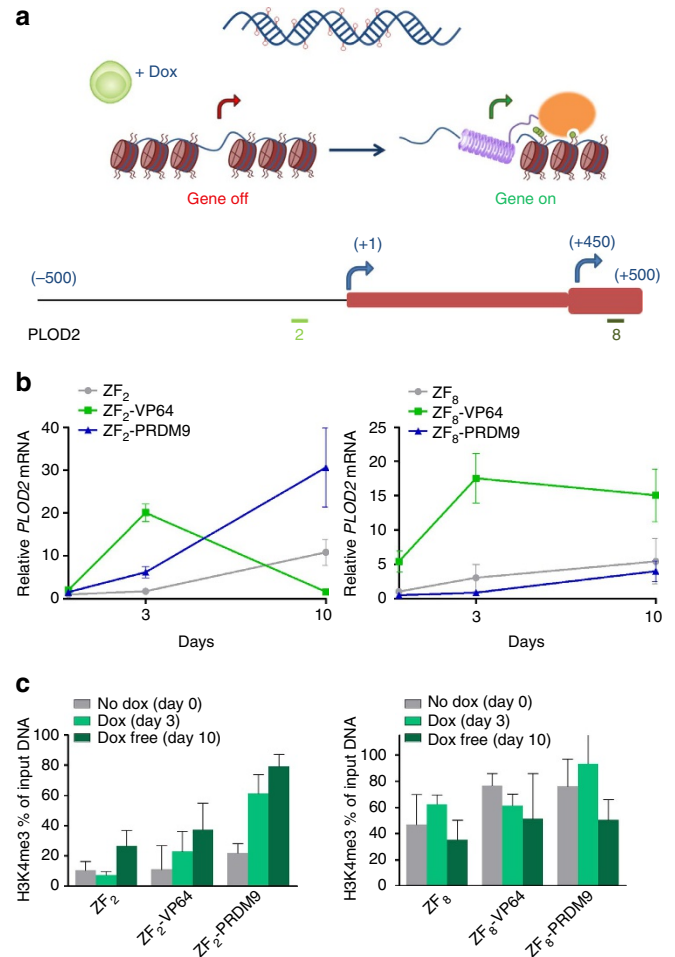 a
+ Dox
Gene off
Gene on
(–500)
(+1)
(+450)
(+500)
PLOD2
2
8
b
ZF2
ZF2-VP64
ZF2-PRDM9
Relative PLOD2 mRNA
40
30
20
10
0
3
10
Days
ZF8
ZF8-VP64
ZF8-PRDM9
Relative PLOD2 mRNA
25
20
15
10
5
0
3
10
Days
c
No dox (day 0)
Dox (day 3)
Dox free (day 10)
H3K4me3 % of input DNA
100
80
60
40
20
0
ZF2
ZF2-VP64
ZF2-PRDM9
No dox (day 0)
Dox (day 3)
Dox free (day 10)
H3K4me3 % of input DNA
100
80
60
40
20
0
ZF8
ZF8-VP64
ZF8-PRDM9